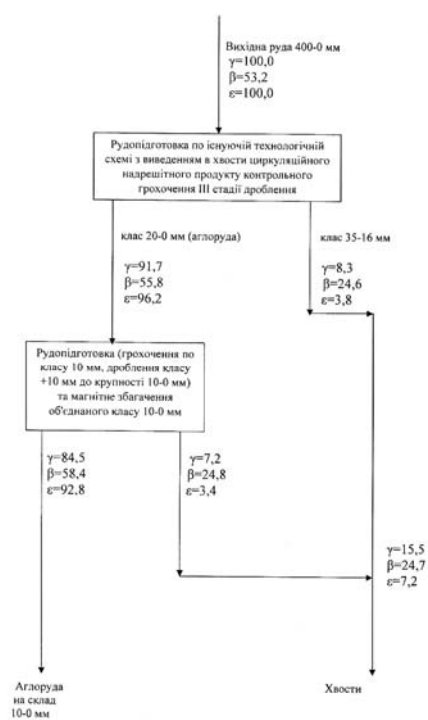 Вихідна руда 400-0 мм
γ=100,0
β=53,2
ε=100,0
Рудопідготовка по існуючій технологічній
схемі з виведенням в хвости циркуляційного
надрешітного продукту контрольного
грохочення III стадії дроблення
клас 20-0 мм (аглоруда)
γ=91,7
β=55,8
ε=96,2
клас 35-16 мм
γ=8,3
β=24,6
ε=3,8
Рудопідготовка (грохочення по
класу 10 мм, дроблення класу
+10 мм до крупності 10-0 мм)
та магнітне збагачення
об'єднаного класу 10-0 мм
γ=84,5
β=58,4
ε=92,8
γ=7,2
β=24,8
ε=3,4
γ=15,5
β=24,7
ε=7,2
Аглоруда
на склад
10-0 мм
Хвости